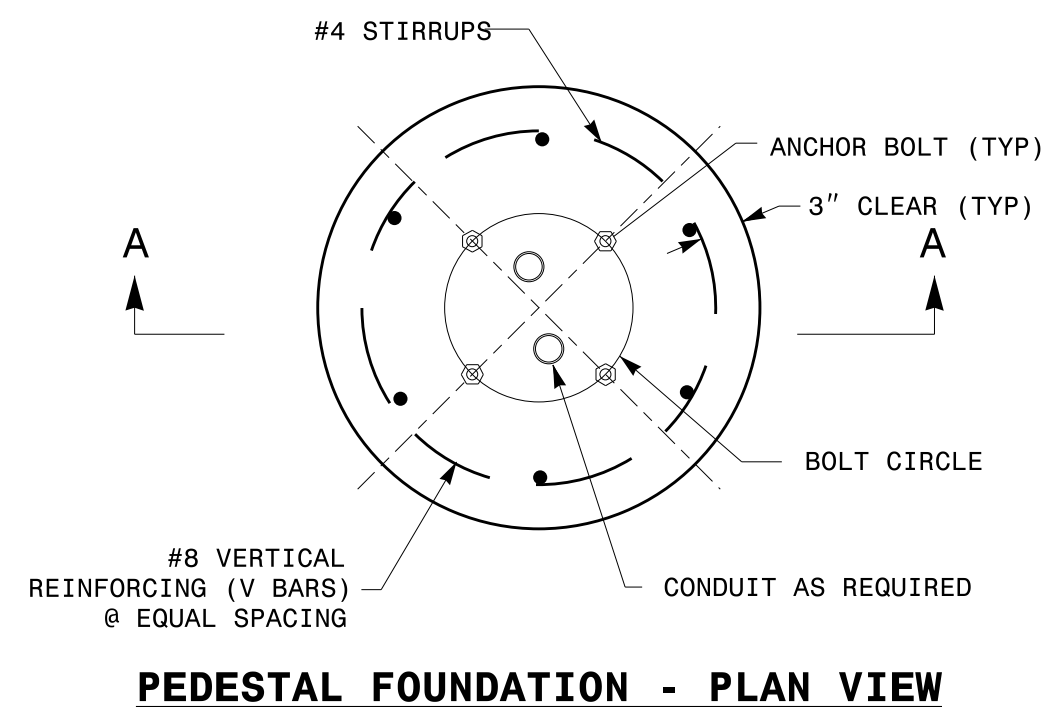 #4 STIRRUPS
ANCHOR BOLT (TYP)
3" CLEAR (TYP)
A
A
BOLT CIRCLE
#8 VERTICAL
REINFORCING (V BARS)
@ EQUAL SPACING
CONDUIT AS REQUIRED
PEDESTAL FOUNDATION - PLAN VIEW